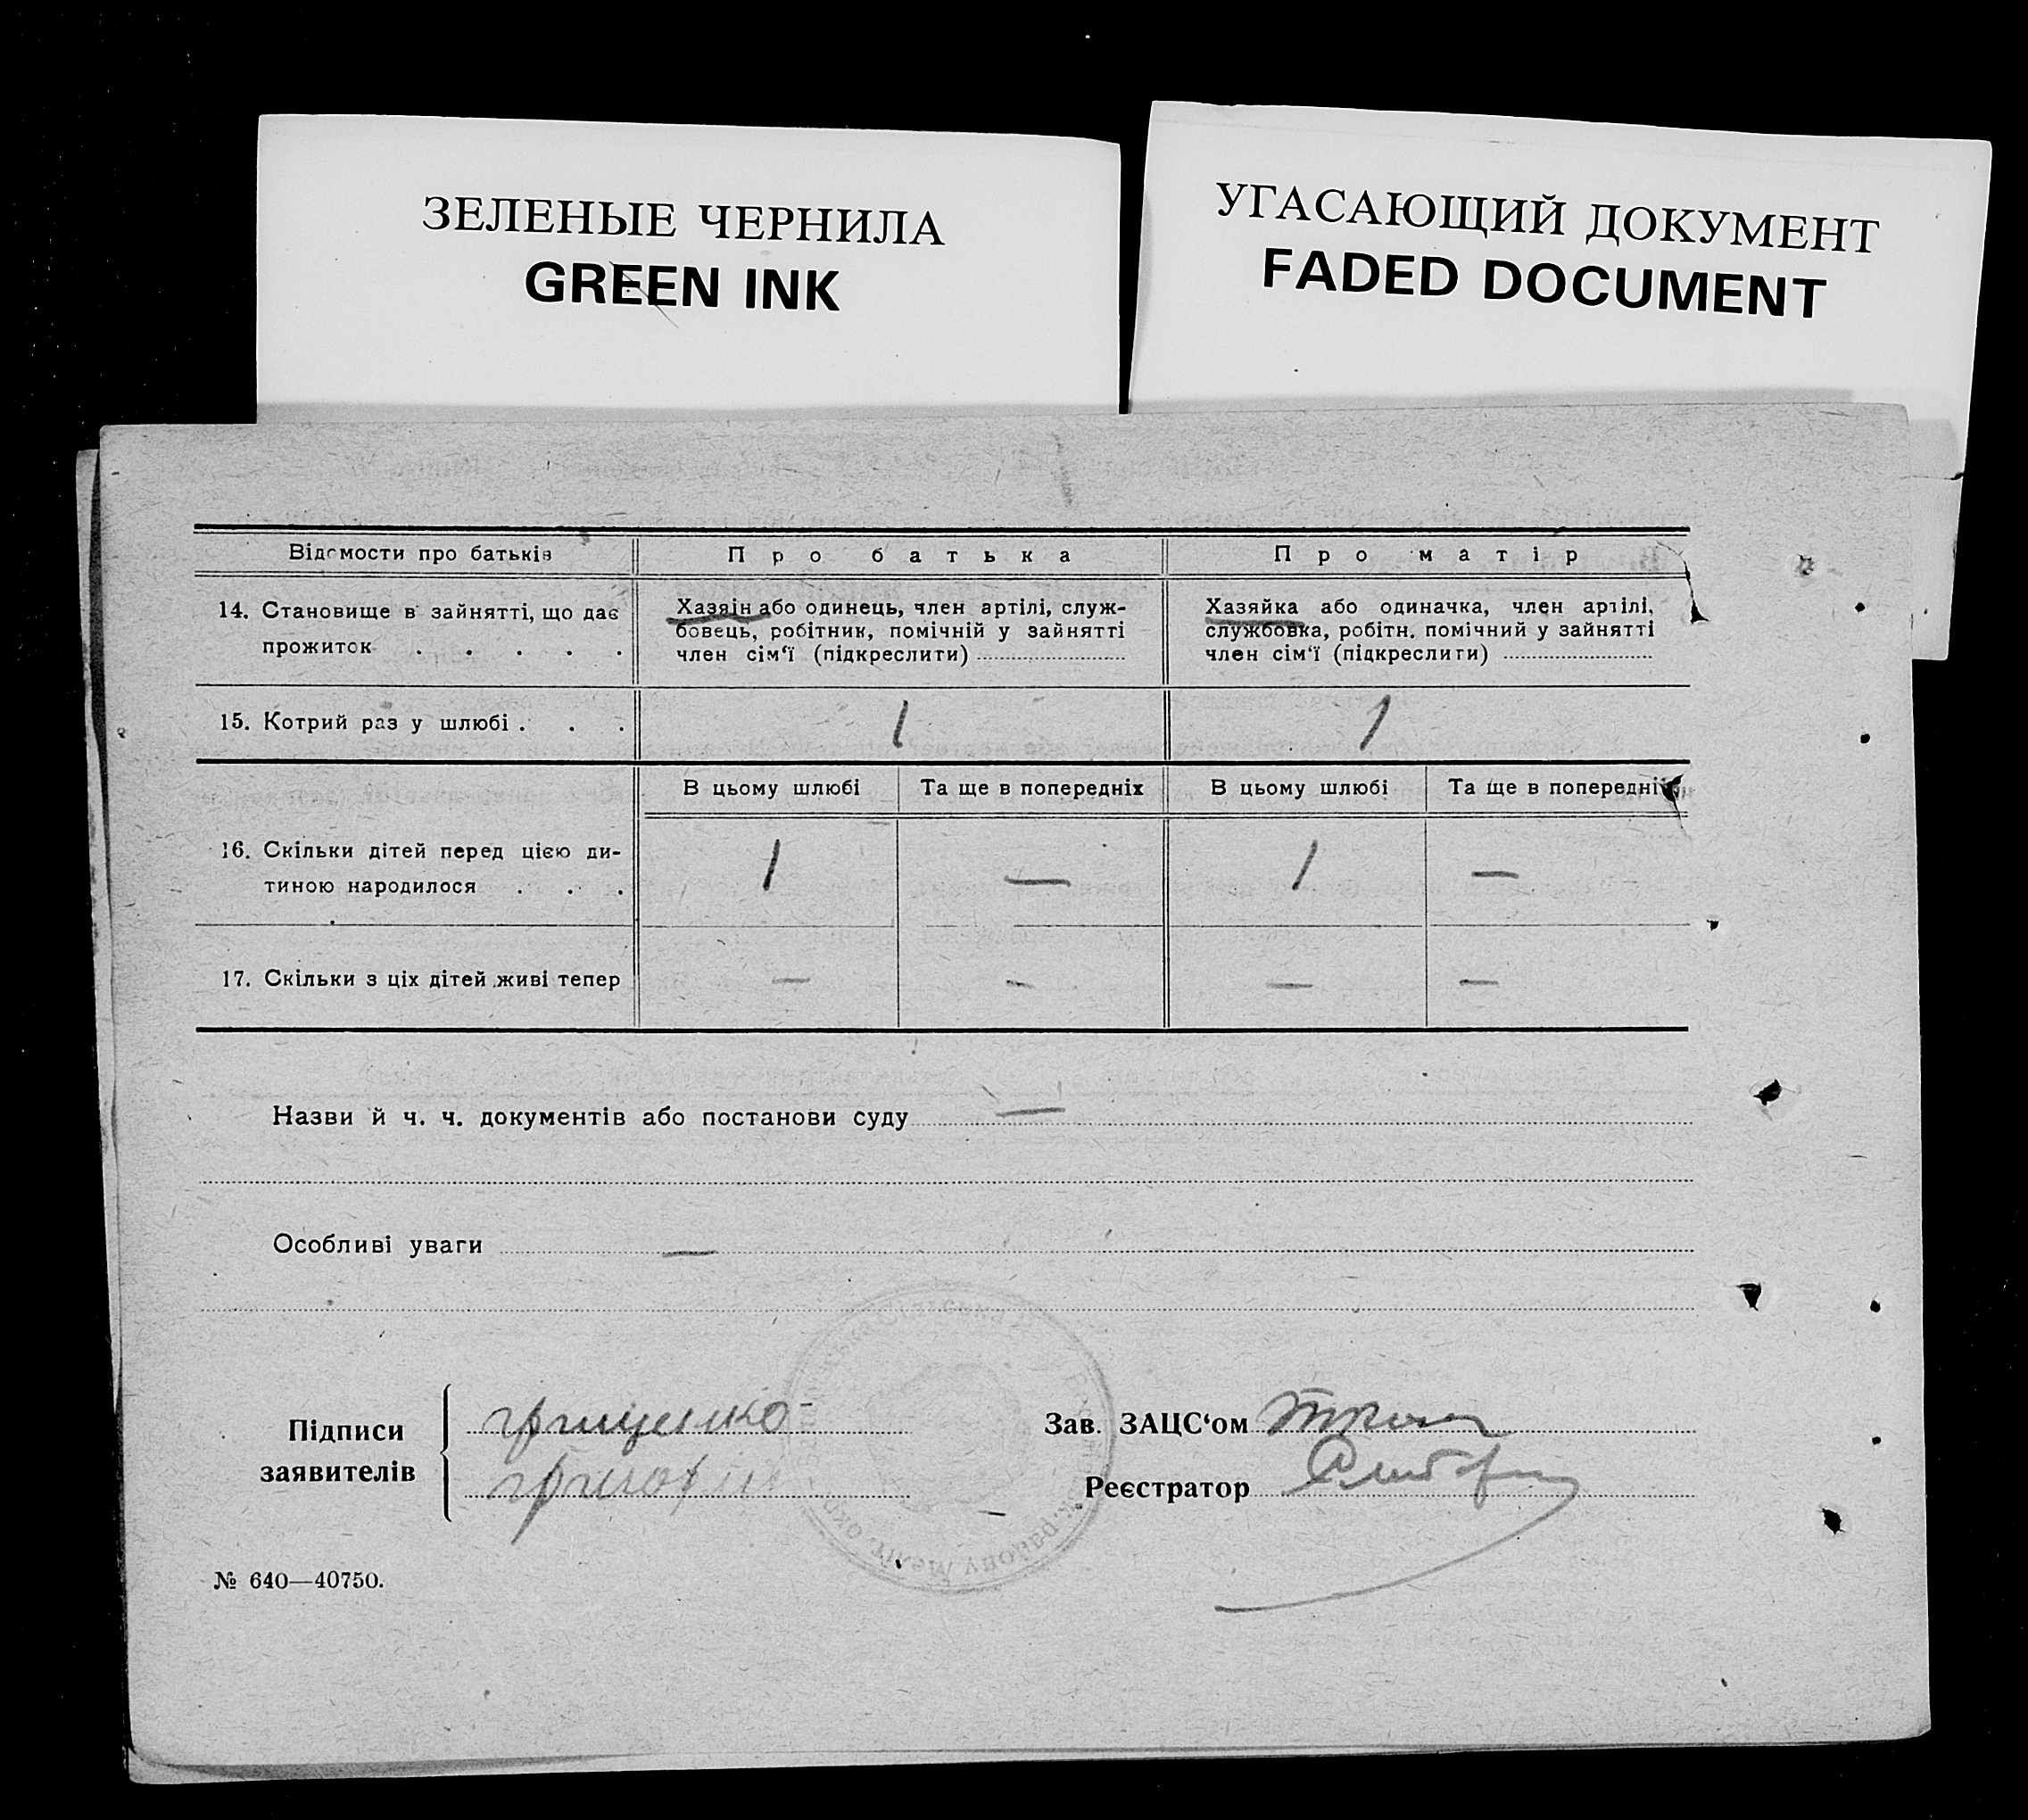 ЗЕЛЕНЫЕ ЧЕРНИЛА
GREEN INK
УГАСАЮЩИЙ ДОКУМЕНТ
FADED DOCUMENT
Відомости про батьків
Про батька
Про матір
14. Становище в зайнятті, що дає
прожиток . . . . .
Хазяїн або одинець, член артілі, служ-
бовець, робітник, помічній у зайнятті
член сім‘ї (підкреслити)
Хазяйка або одиначка, член артілі,
службовка, робітн. помічний у зайнятті
член сім‘ї (підкреслити)
15. Котрий раз у шлюбі . . .
1
1
В цьому шлюбі
Та ще в попередніх
В цьому шлюбі
Та ще в попередніх
16. Скільки дітей перед цією ди-
тиною народилося . . .
1
—
1
—
17. Скільки з ціх дітей живі тепер
—
—
—
—
Назви й ч. ч. документів або постанови суду —
Особливі уваги —
Підписи
заявителів
грищенко
Зав. ЗАЦС‘ом
Реєстратор
№ 640—40750.